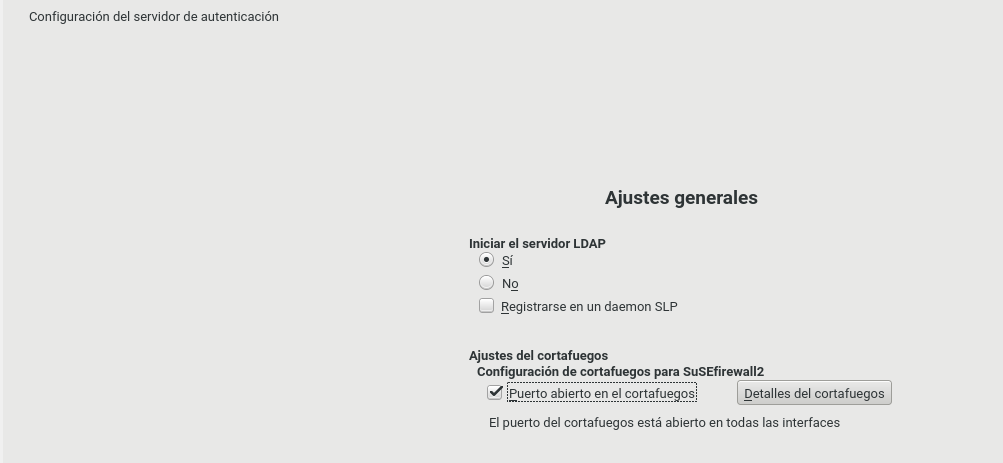 Configuración del servidor de autenticación
Ajustes generales
Iniciar el servidor LDAP
Sí
No
Registrarse en un daemon SLP
Ajustes del cortafuegos
Configuración de cortafuegos para SuSEfirewall2
Puerto abierto en el cortafuegos
Detalles del cortafuegos
El puerto del cortafuegos está abierto en todas las interfaces